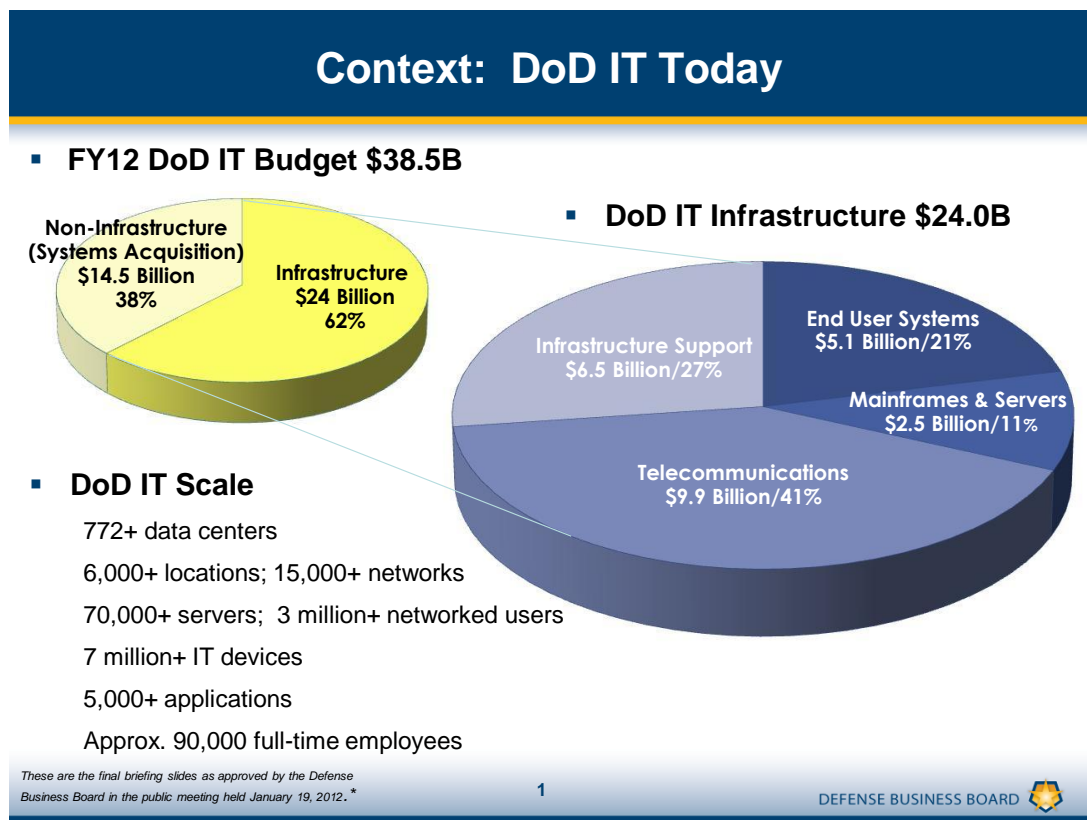 Context:  DoD IT Today
▪ FY12 DoD IT Budget $38.5B
Non-Infrastructure
(Systems Acquisition)
$14.5 Billion
38%
Infrastructure
$24 Billion
62%
▪ DoD IT Infrastructure $24.0B
End User Systems
$5.1 Billion/21%
Mainframes & Servers
$2.5 Billion/11%
Telecommunications
$9.9 Billion/41%
Infrastructure Support
$6.5 Billion/27%
▪ DoD IT Scale
772+ data centers
6,000+ locations; 15,000+ networks
70,000+ servers;  3 million+ networked users
7 million+ IT devices
5,000+ applications
Approx. 90,000 full-time employees
These are the final briefing slides as approved by the Defense
Business Board in the public meeting held January 19, 2012.*
1
DEFENSE BUSINESS BOARD